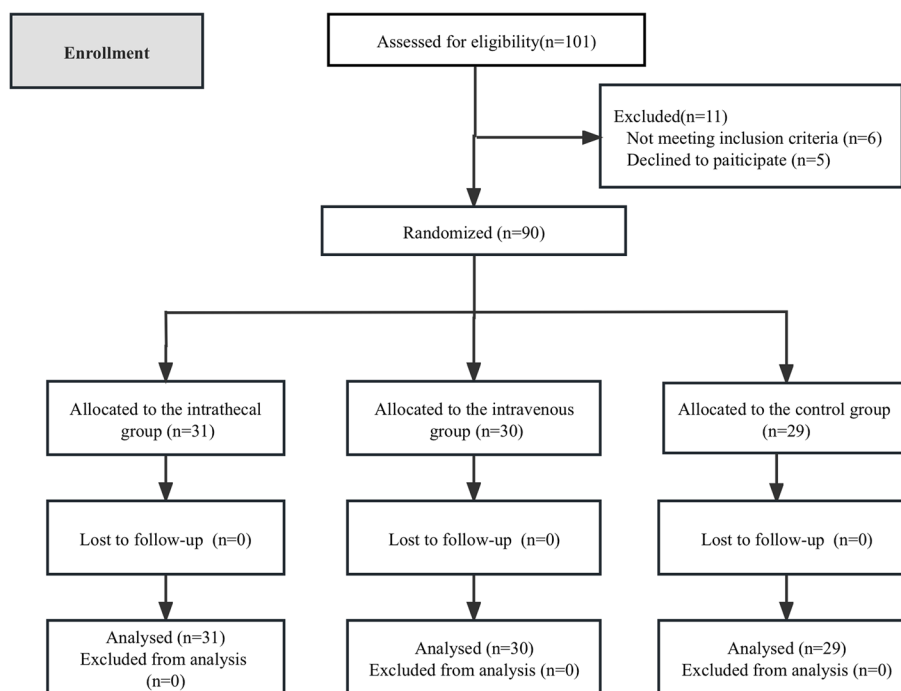 Enrollment
Assessed for eligibility(n=101)
Excluded(n=11)
Not meeting inclusion criteria (n=6)
Declined to paiticipate (n=5)
Randomized (n=90)
Allocated to the intrathecal
group (n=31)
Allocated to the intravenous
group (n=30)
Allocated to the control group
(n=29)
Lost to follow-up (n=0)
Lost to follow-up (n=0)
Lost to follow-up (n=0)
Analysed (n=31)
Excluded from analysis
(n=0)
Analysed (n=30)
Excluded from analysis (n=0)
Analysed (n=29)
Excluded from analysis (n=0)